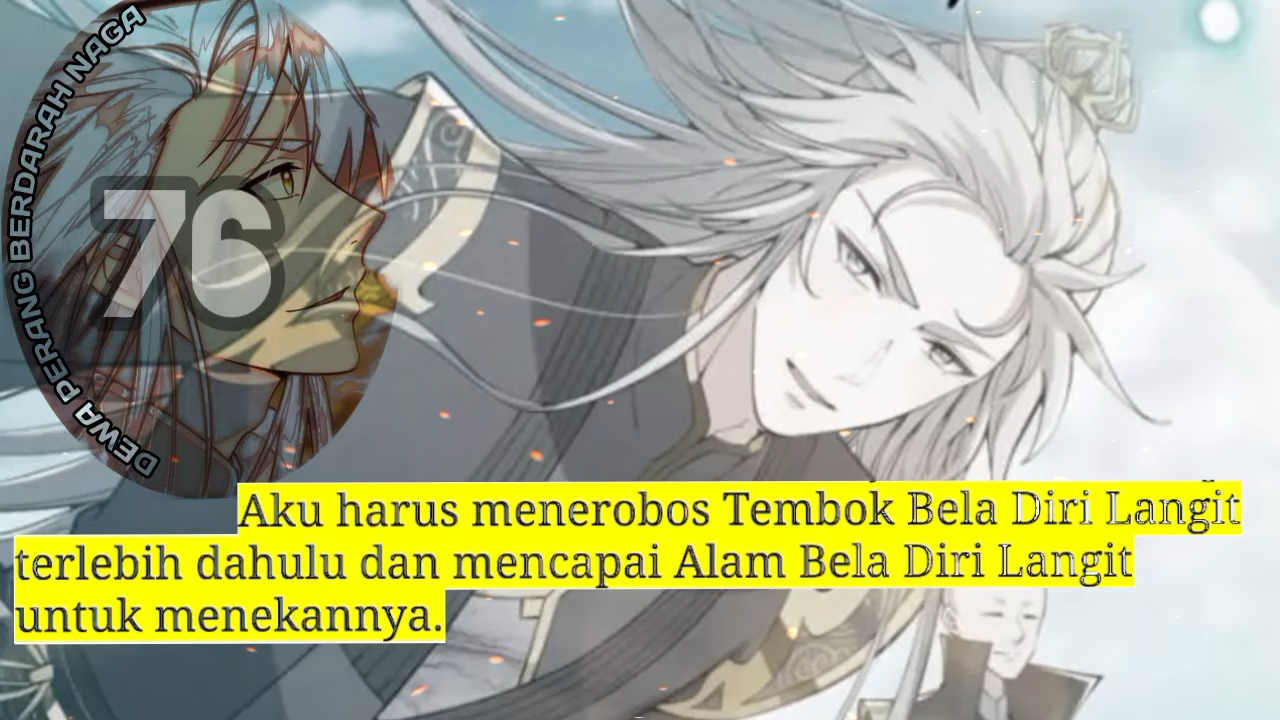 DEWA PERANG BERDARAH NAGA
76
Aku harus menerobos Tembok Bela Diri Langit
terlebih dahulu dan mencapai Alam Bela Diri Langit
untuk menekannya.